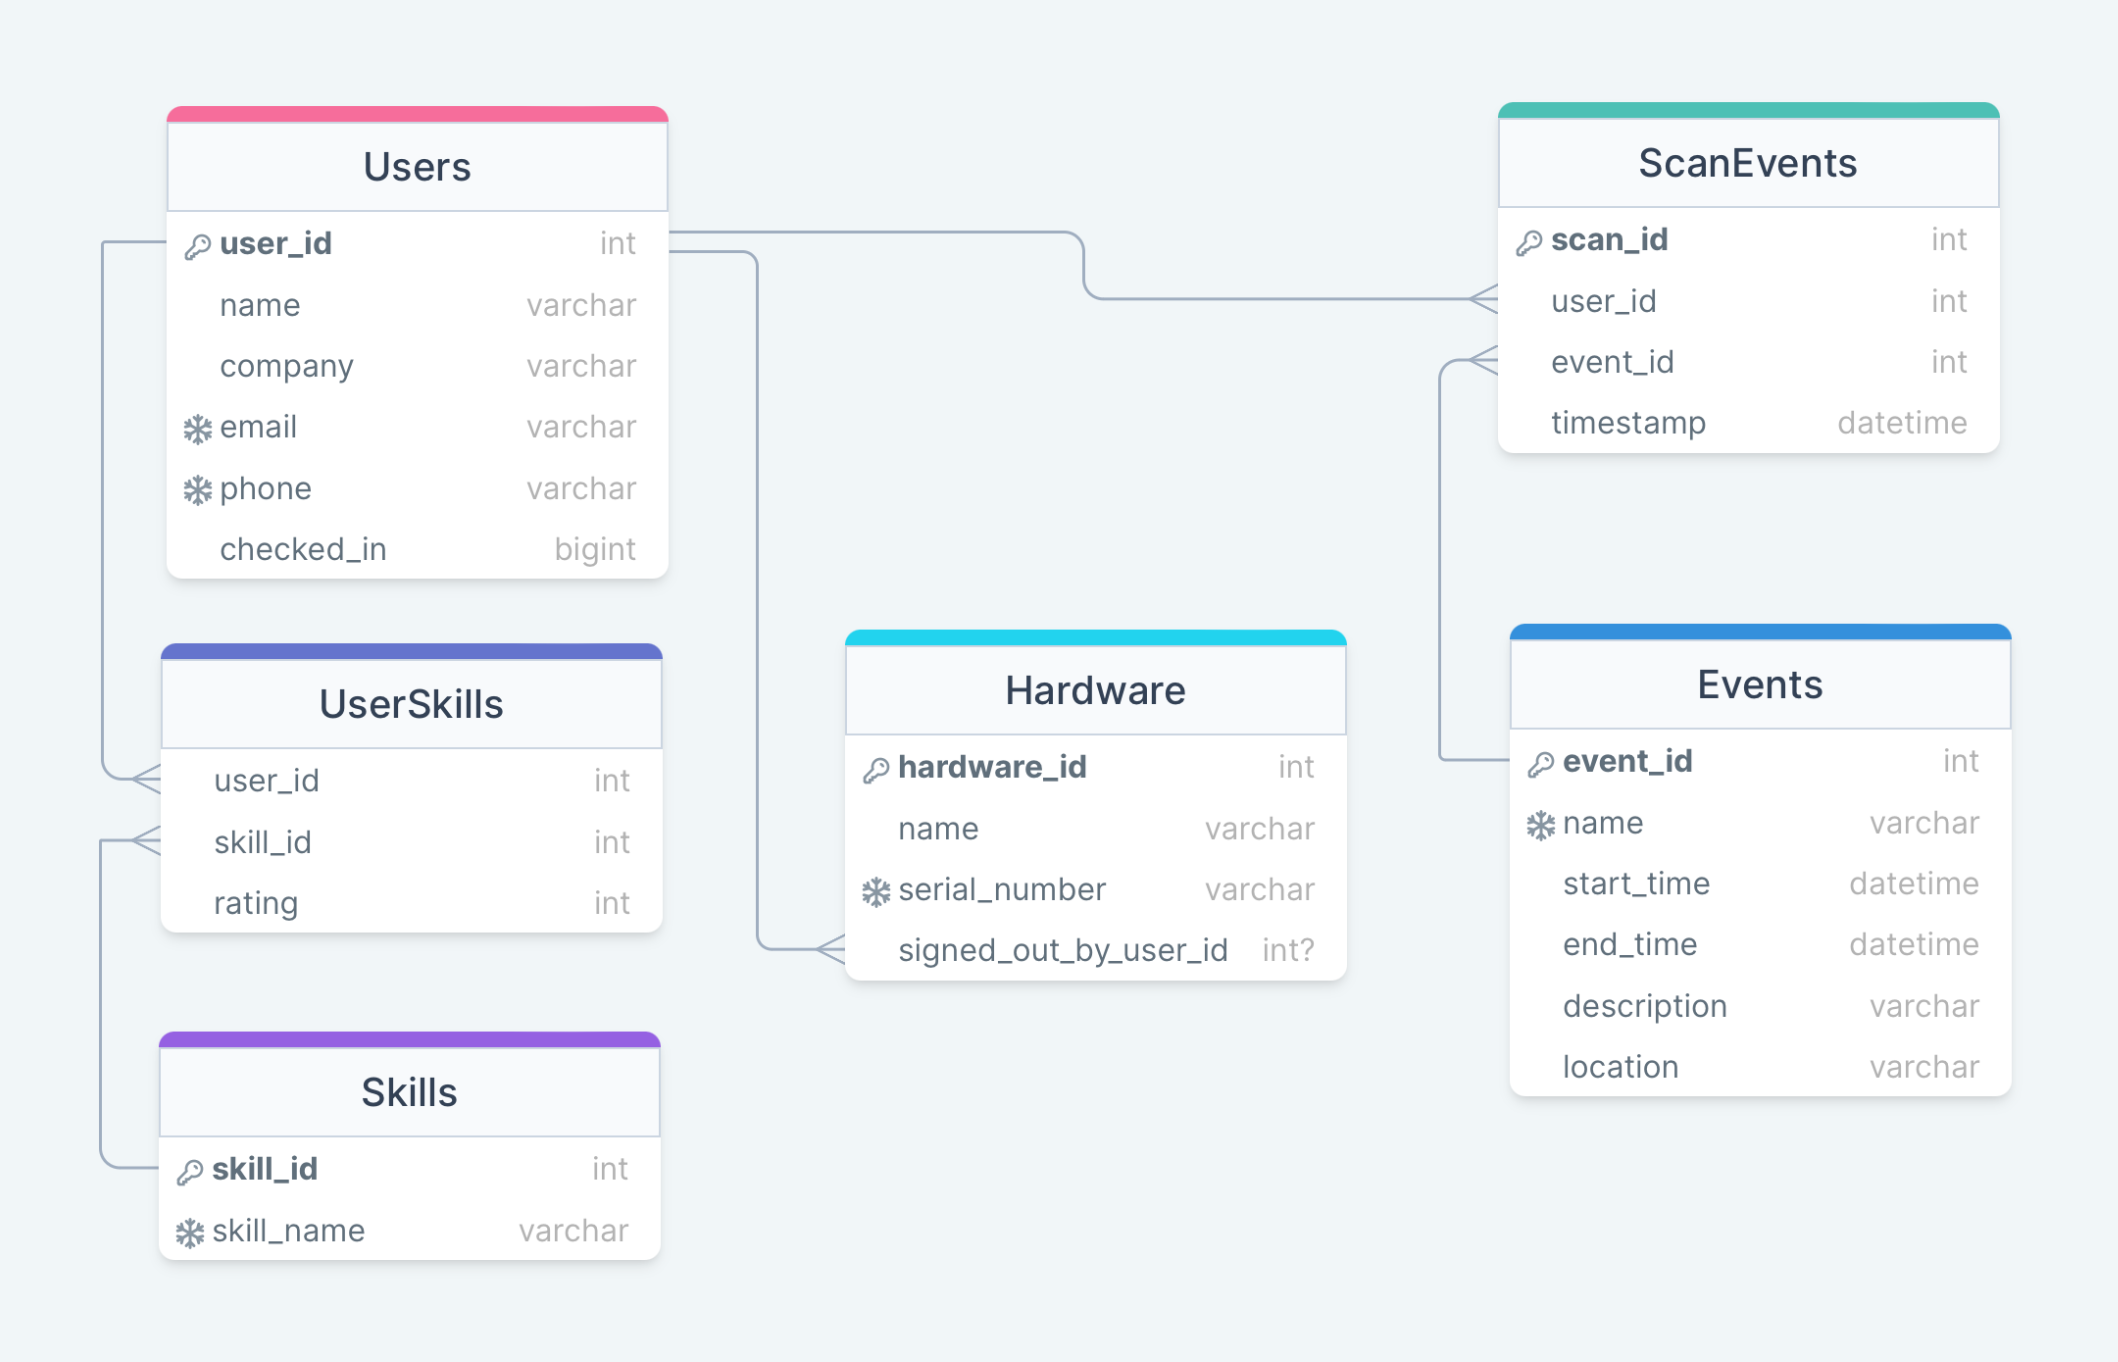 Users
user_id int
name varchar
company varchar
email varchar
phone varchar
checked_in bigint
UserSkills
user_id int
skill_id int
rating int
Skills
skill_id int
skill_name varchar
Hardware
hardware_id int
name varchar
serial_number varchar
signed_out_by_user_id int?
ScanEvents
scan_id int
user_id int
event_id int
timestamp datetime
Events
event_id int
name varchar
start_time datetime
end_time datetime
description varchar
location varchar